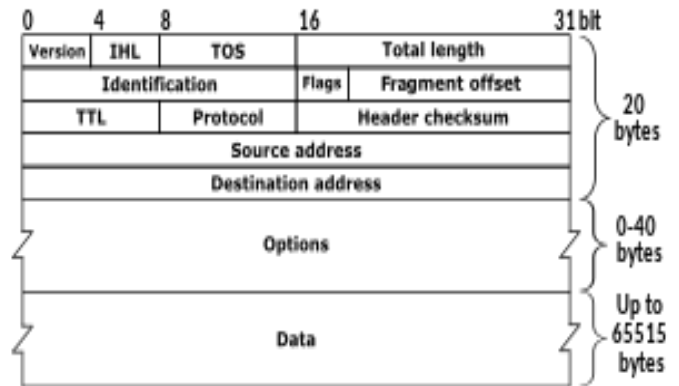 0 4 8 16 31 bit
Version IHL TOS Total length
Identification Flags Fragment offset
TTL Protocol Header checksum
Source address
Destination address
20
bytes
Options
0-40
bytes
Data
Up to
65515
bytes